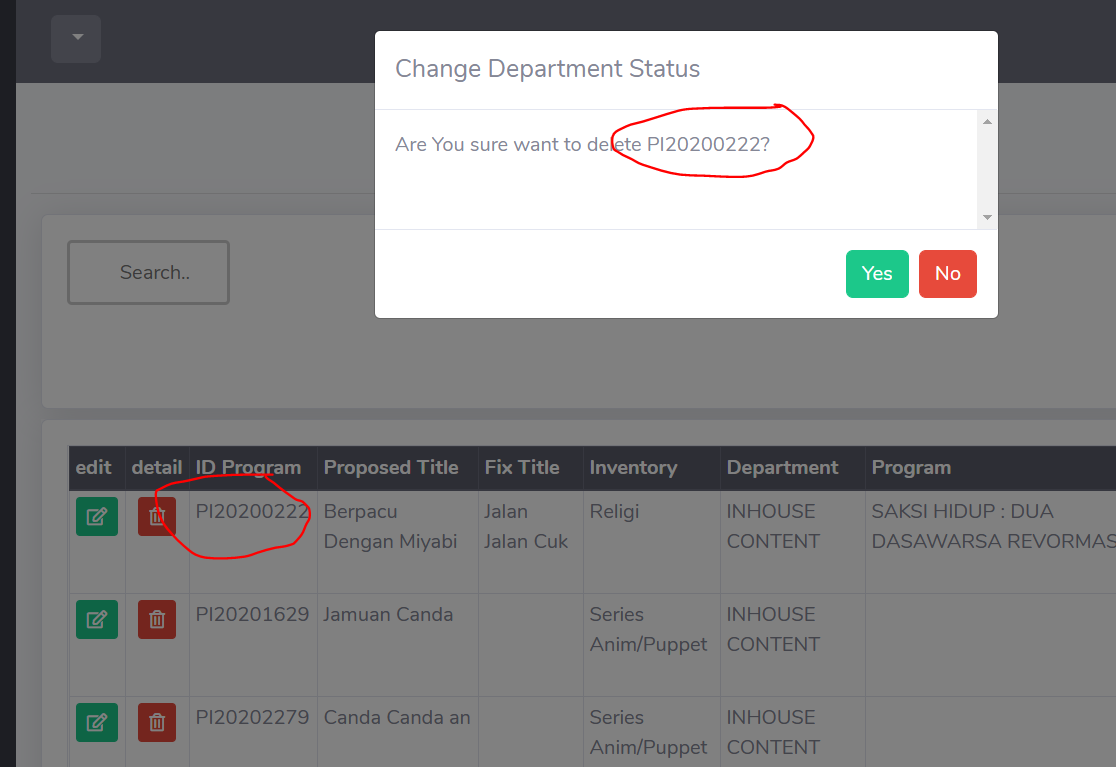 Change Department Status
Are You sure want to delete PI20200222?
Yes No
Search..
edit detail ID Program Proposed Title Fix Title Inventory Department Program
PI20200222 Berpacu Jalan Religi INHOUSE SAKSI HIDUP : DUA
Dengan Miyabi Jalan Cuk CONTENT DASAWARSA REVORMAS
PI20201629 Jamuan Canda Series INHOUSE
Anim/Puppet CONTENT
PI20202279 Canda Canda an Series INHOUSE
Anim/Puppet CONTENT